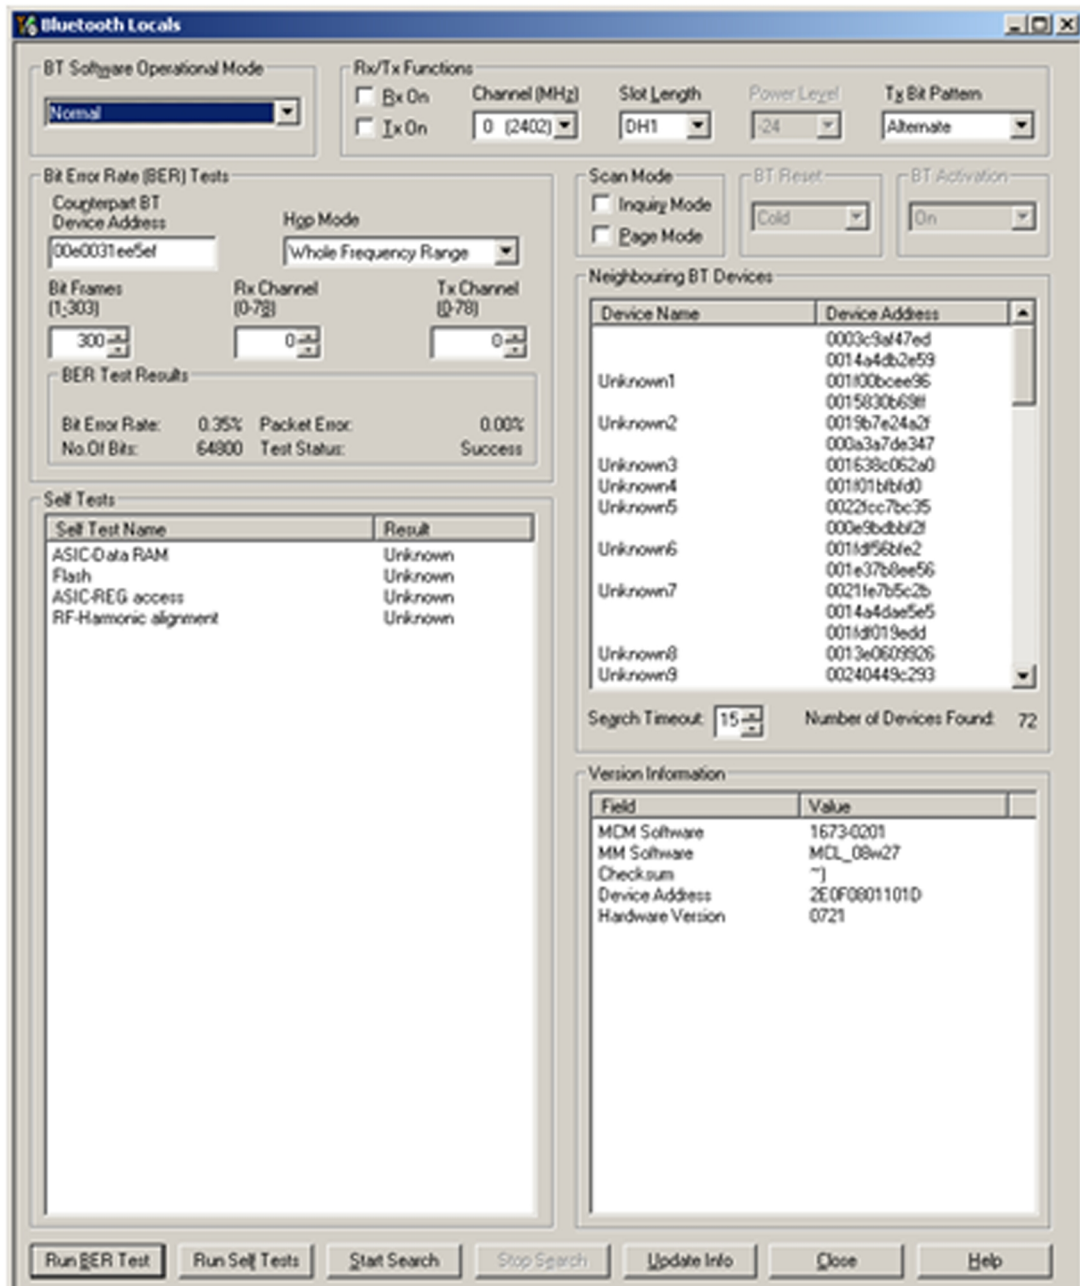 Bluetooth Locals
BT Software Operational Mode
Normal
Rx/Tx Functions
Rx On
Tx On
Channel (MHz)
0 (2402)
Slot Length
DH1
Power Level
-24
Tx Bit Pattern
Alternate
Bit Error Rate (BER) Tests
Counterpart BT
Device Address
00e0031ee5ef
Hop Mode
Whole Frequency Range
Bit Frames
(1-303)
300
Rx Channel
(0-78)
0
Tx Channel
(0-78)
0
BER Test Results
Bit Error Rate: 0.35% Packet Error: 0.00%
No.Of Bits: 64800 Test Status: Success
Scan Mode
Inquiry Mode
Page Mode
BT Reset
Cold
BT Activation
On
Neighbouring BT Devices
Device Name Device Address
0003c9af47ed
0014a4db2e59
Unknown1 001f00bcee96
0015830b69ff
Unknown2 0019b7e24a2f
000a3a7de347
Unknown3 001638c062a0
Unknown4 001f01bfbfd0
Unknown5 0022fcc7bc35
000e9bdbbf2f
Unknown6 001fdf56bfe2
001e37b8ee56
Unknown7 0021fe7b5c2b
0014a4dae5e5
001fdf019edd
Unknown8 0013e0609926
Unknown9 00240449c293
Search Timeout: 15 Number of Devices Found: 72
Self Tests
Self Test Name Result
ASIC-Data RAM Unknown
Flash Unknown
ASIC-REG access Unknown
RF-Harmonic alignment Unknown
Version Information
Field Value
MCM Software 1673-0201
MM Software MCL_08w27
Checksum ~}
Device Address 2E0F0801101D
Hardware Version 0721
Run BER Test
Run Self Tests
Start Search
Stop Search
Update Info
Close
Help